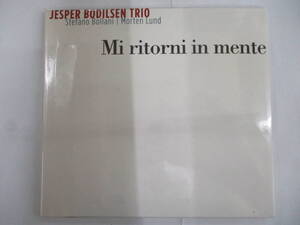 JESPER BODILSEN TRIO
Stefano Bollani | Morten Lund
Mi ritorni in mente